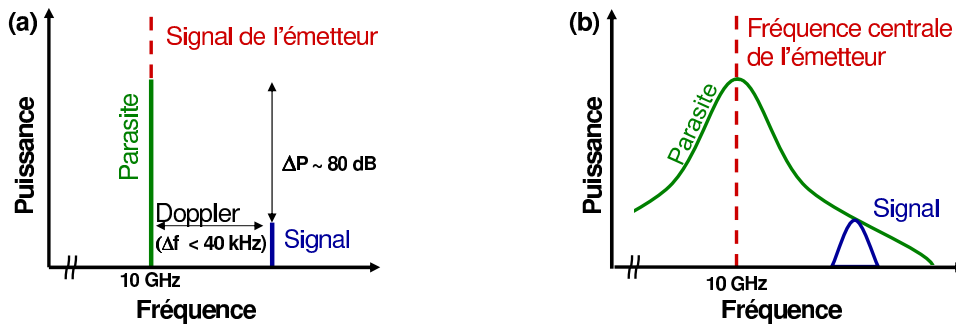 (a)
Signal de l'émetteur
Puissance
Parasite
ΔP ~ 80 dB
Doppler
(Δf < 40 kHz)
Signal
10 GHz
Fréquence
(b)
Fréquence centrale
de l'émetteur
Puissance
Parasite
Signal
10 GHz
Fréquence